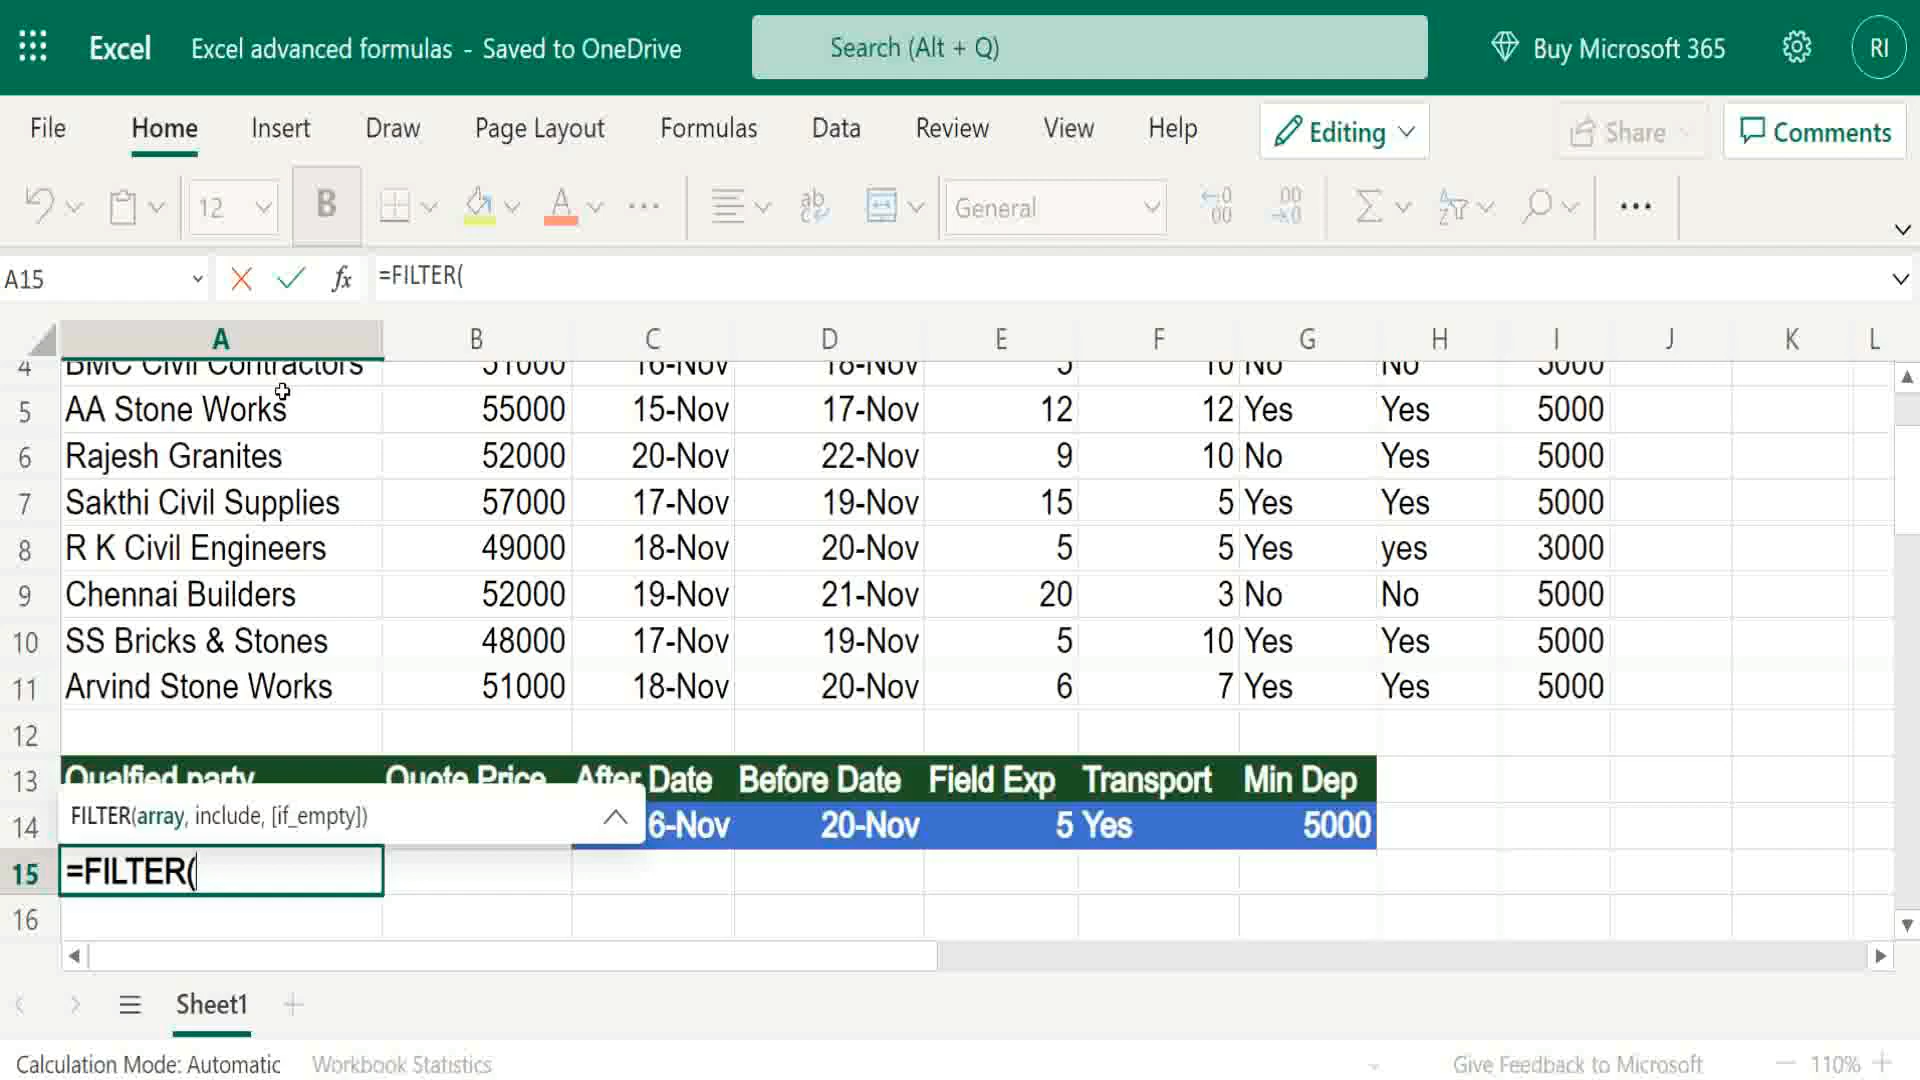 Excel Excel advanced formulas - Saved to OneDrive Search (Alt + Q) Buy Microsoft 365 RI
File Home Insert Draw Page Layout Formulas Data Review View Help Editing Share Comments
12 B A ab General
A15 fx =FILTER(
A B C D E F G H I J K L
4 BMC Civil Contractors 51000 16-Nov 18-Nov 10 No No 5000
5 AA Stone Works 55000 15-Nov 17-Nov 12 12 Yes Yes 5000
6 Rajesh Granites 52000 20-Nov 22-Nov 9 10 No Yes 5000
7 Sakthi Civil Supplies 57000 17-Nov 19-Nov 15 5 Yes Yes 5000
8 R K Civil Engineers 49000 18-Nov 20-Nov 5 5 Yes yes 3000
9 Chennai Builders 52000 19-Nov 21-Nov 20 3 No No 5000
10 SS Bricks & Stones 48000 17-Nov 19-Nov 5 10 Yes Yes 5000
11 Arvind Stone Works 51000 18-Nov 20-Nov 6 7 Yes Yes 5000
12
13 Qualfied party Quote Price After Date Before Date Field Exp Transport Min Dep
FILTER(array, include, [if_empty])
14 6-Nov 20-Nov 5 Yes 5000
15 =FILTER(
16
Sheet1
Calculation Mode: Automatic Workbook Statistics Give Feedback to Microsoft 110%